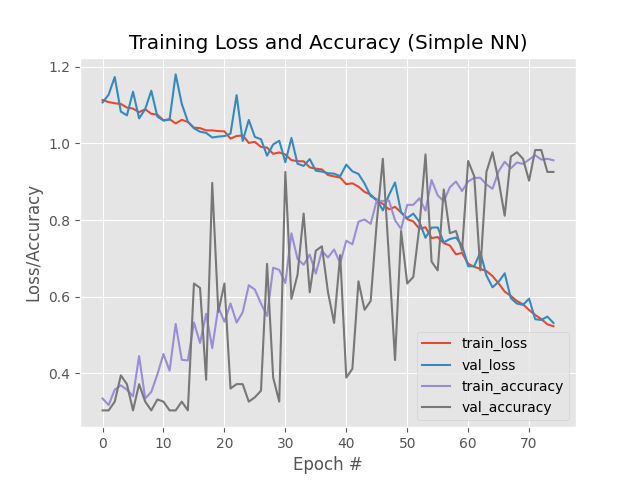 Training Loss and Accuracy (Simple NN)
1.2
1.0
0.8
0.6
0.4
Loss/Accuracy
train_loss
val_loss
train_accuracy
val_accuracy
0 10 20 30 40 50 60 70
Epoch #